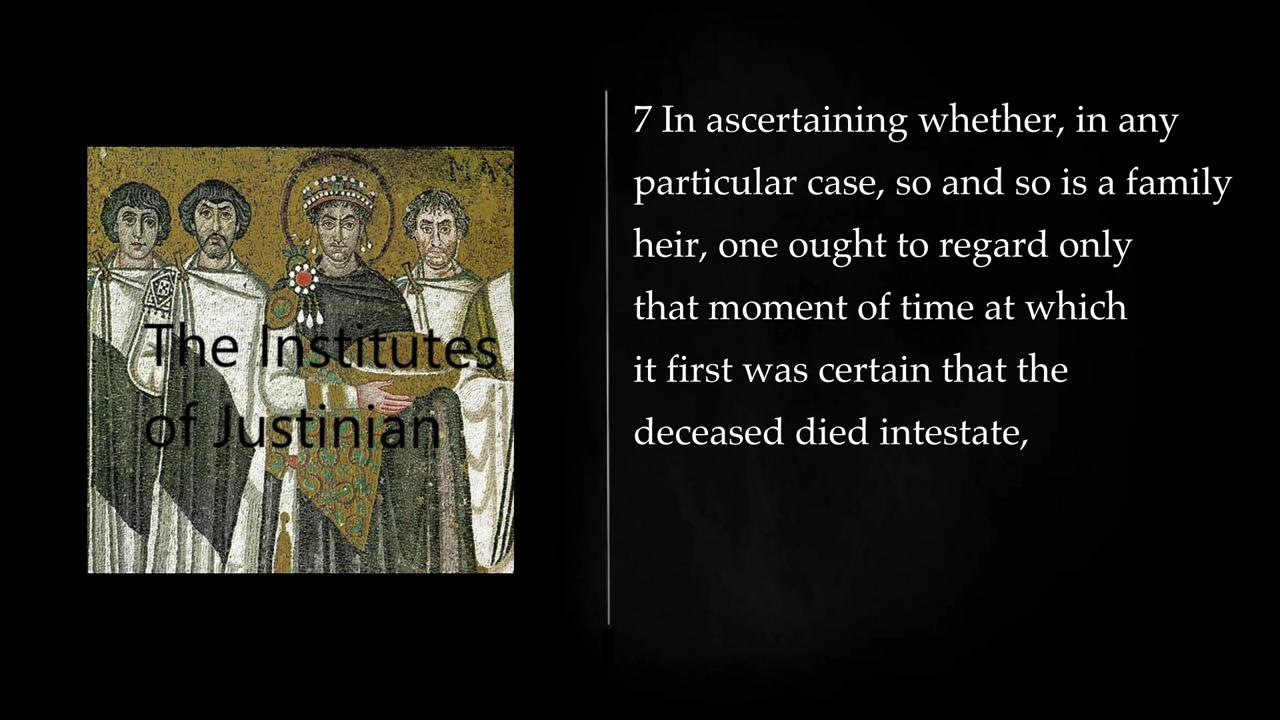 The Institutes
of Justinian
7 In ascertaining whether, in any
particular case, so and so is a family
heir, one ought to regard only
that moment of time at which
it first was certain that the
deceased died intestate,